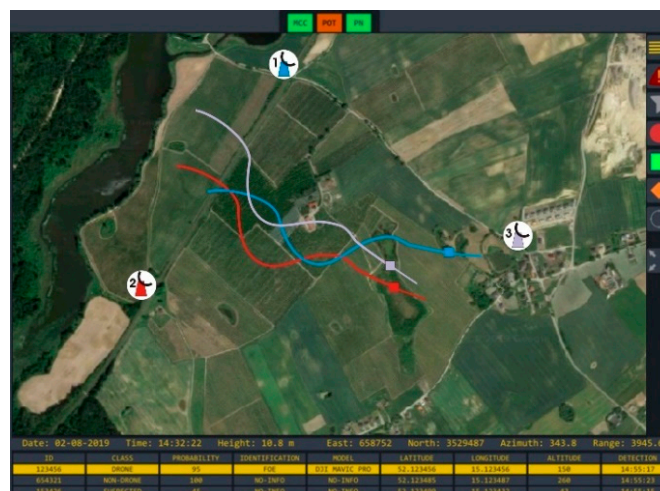 MCC POT PN
1
3
2
Date: 02-08-2019 Time: 14:32:22 Height: 10.8 m East: 658752 North: 3529487 Azimuth: 343.8 Range: 3945.0
ID CLASS PROBABILITY IDENTIFICATION MODEL LATITUDE LONGITUDE ALTITUDE DETECTION
123456 DRONE 95 FOE DJI MAVIC PRO 52.123456 15.123456 150 14:55:17
654321 NON-DRONE 100 NO-INFO NO-INFO 52.123485 15.123487 260 14:55:23